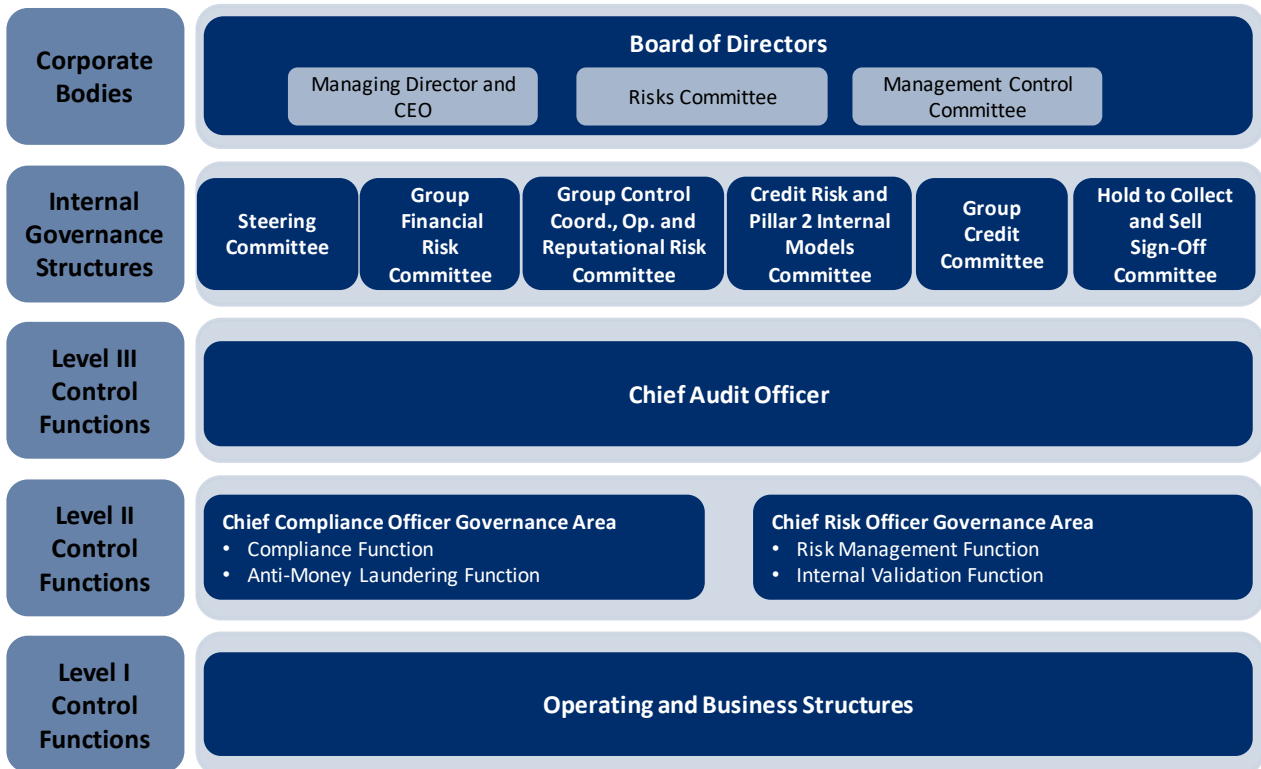 Corporate
Bodies
Board of Directors
Managing Director and
CEO
Risks Committee
Management Control
Committee
Internal
Governance
Structures
Steering
Committee
Group
Financial
Risk
Committee
Group Control
Coord., Op. and
Reputational Risk
Committee
Credit Risk and
Pillar 2 Internal
Models
Committee
Group
Credit
Committee
Hold to Collect
and Sell
Sign-Off
Committee
Level III
Control
Functions
Chief Audit Officer
Level II
Control
Functions
Chief Compliance Officer Governance Area
• Compliance Function
• Anti-Money Laundering Function
Chief Risk Officer Governance Area
• Risk Management Function
• Internal Validation Function
Level I
Control
Functions
Operating and Business Structures